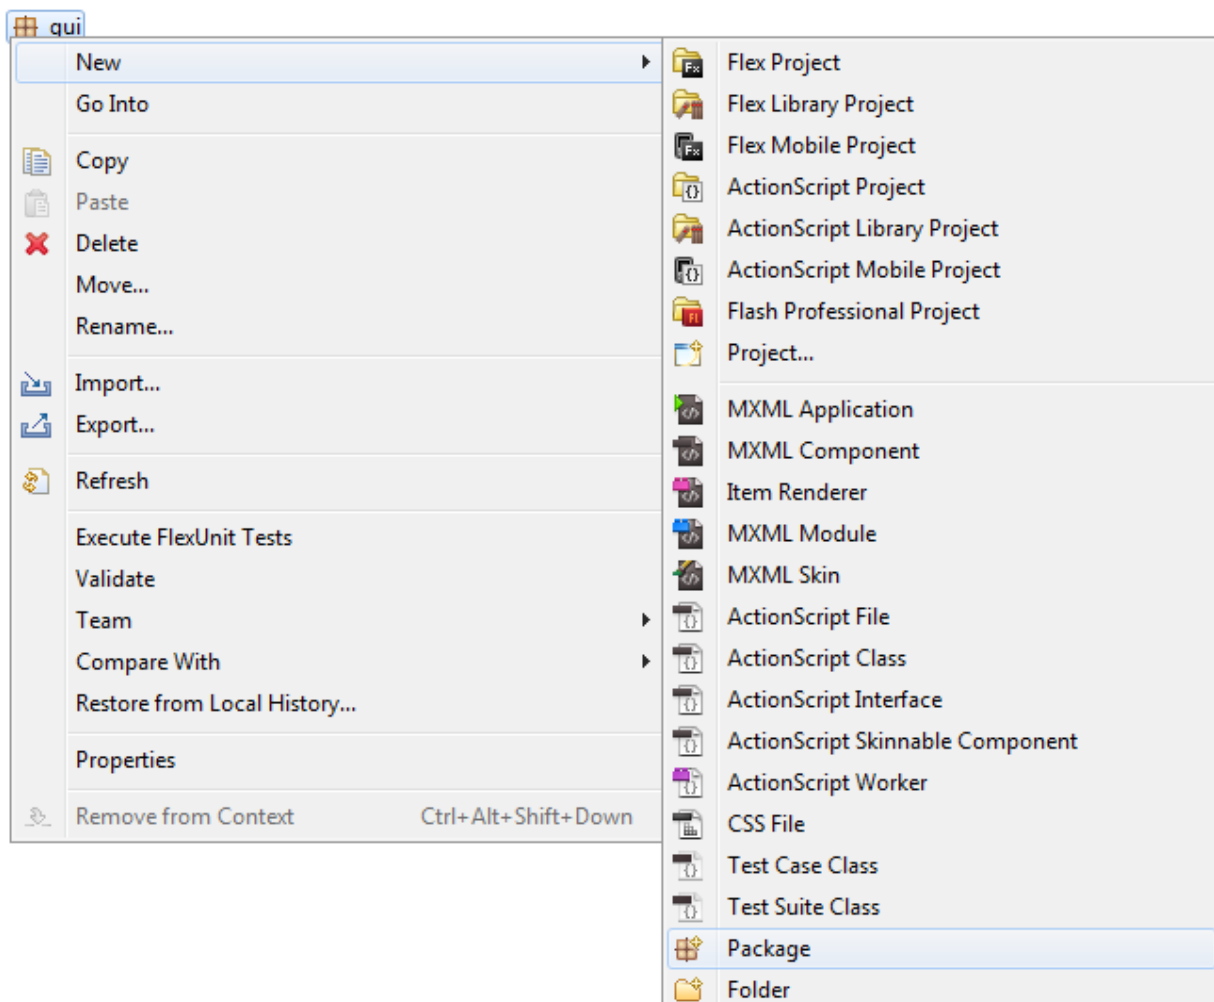 gui
New
Go Into
Copy
Paste
Delete
Move...
Rename...
Import...
Export...
Refresh
Execute FlexUnit Tests
Validate
Team
Compare With
Restore from Local History...
Properties
Remove from Context Ctrl+Alt+Shift+Down
Flex Project
Flex Library Project
Flex Mobile Project
ActionScript Project
ActionScript Library Project
ActionScript Mobile Project
Flash Professional Project
Project...
MXML Application
MXML Component
Item Renderer
MXML Module
MXML Skin
ActionScript File
ActionScript Class
ActionScript Interface
ActionScript Skinnable Component
ActionScript Worker
CSS File
Test Case Class
Test Suite Class
Package
Folder